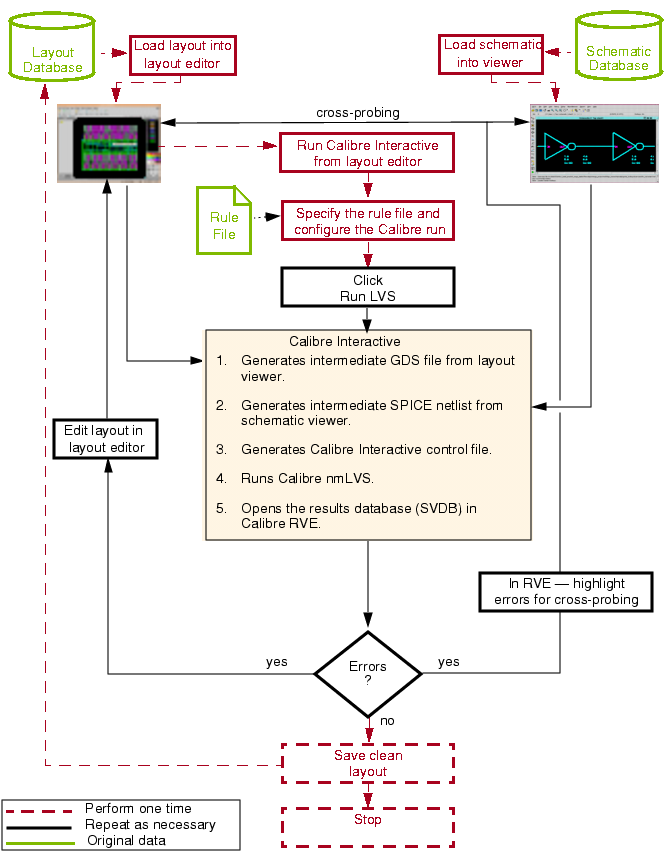 Layout
Database
Load layout into
layout editor
Load schematic
into viewer
Schematic
Database
cross-probing
Run Calibre Interactive
from layout editor
Rule
File
Specify the rule file and
configure the Calibre run
Click
Run LVS
Calibre Interactive
1. Generates intermediate GDS file from layout
viewer.
2. Generates intermediate SPICE netlist from
schematic viewer.
3. Generates Calibre Interactive control file.
4. Runs Calibre nmLVS.
5. Opens the results database (SVDB) in
Calibre RVE.
Edit layout in
layout editor
In RVE — highlight
errors for cross-probing
yes
Errors
?
yes
no
Save clean
layout
Stop
Perform one time
Repeat as necessary
Original data